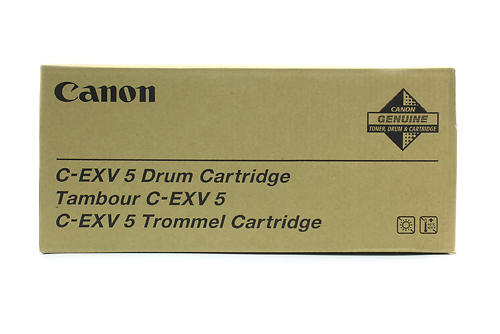 Canon
CANON
GENUINE
TONER, DRUM & CARTRIDGE
C-EXV 5 Drum Cartridge
Tambour C-EXV 5
C-EXV 5 Trommel Cartridge